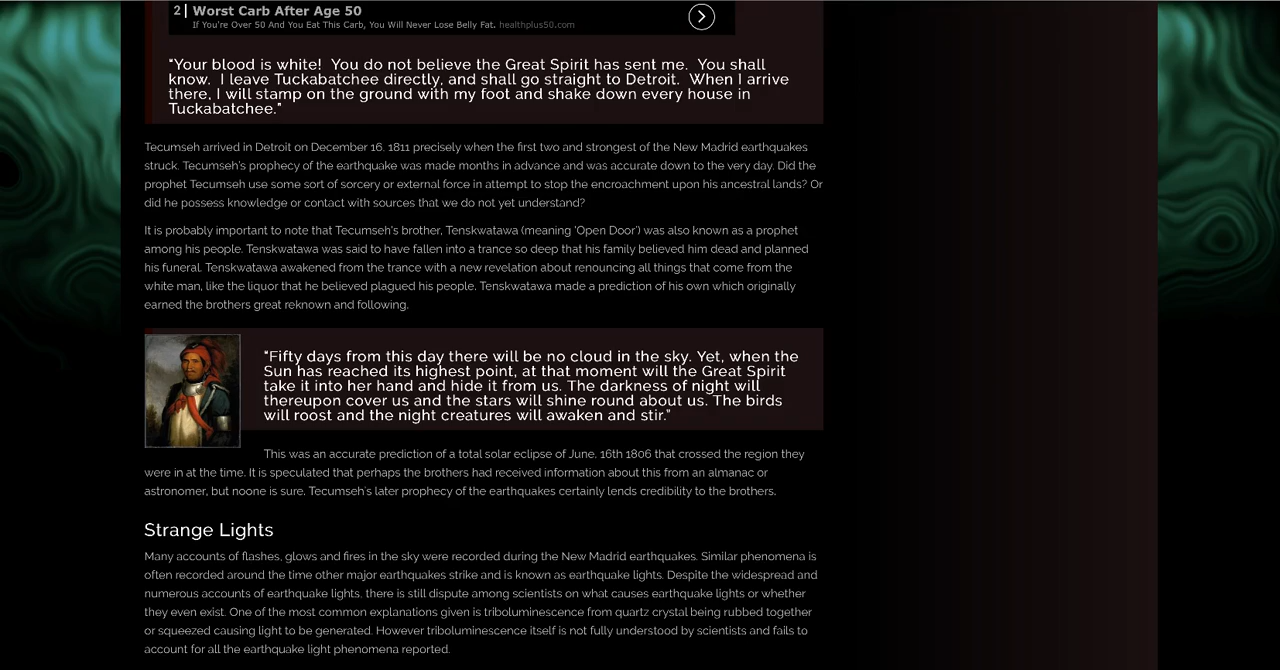 2 | Worst Carb After Age 50
If You're Over 50 And You Eat This Carb, You Will Never Lose Belly Fat. healthplus50.com
"Your blood is white!  You do not believe the Great Spirit has sent me.  You shall
know.  I leave Tuckabatchee directly, and shall go straight to Detroit.  When I arrive
there, I will stamp on the ground with my foot and shake down every house in
Tuckabatchee."
Tecumseh arrived in Detroit on December 16, 1811 precisely when the first two and strongest of the New Madrid earthquakes
struck. Tecumseh's prophecy of the earthquake was made months in advance and was accurate down to the very day. Did the
prophet Tecumseh use some sort of sorcery or external force in attempt to stop the encroachment upon his ancestral lands? Or
did he possess knowledge or contact with sources that we do not yet understand?
It is probably important to note that Tecumseh's brother, Tenskwatawa (meaning 'Open Door') was also known as a prophet
among his people. Tenskwatawa was said to have fallen into a trance so deep that his family believed him dead and planned
his funeral. Tenskwatawa awakened from the trance with a new revelation about renouncing all things that come from the
white man, like the liquor that he believed plagued his people. Tenskwatawa made a prediction of his own which originally
earned the brothers great reknown and following.
"Fifty days from this day there will be no cloud in the sky. Yet, when the
Sun has reached its highest point, at that moment will the Great Spirit
take it into her hand and hide it from us. The darkness of night will
thereupon cover us and the stars will shine round about us. The birds
will roost and the night creatures will awaken and stir."
This was an accurate prediction of a total solar eclipse of June, 16th 1806 that crossed the region they
were in at the time. It is speculated that perhaps the brothers had received information about this from an almanac or
astronomer, but noone is sure. Tecumseh's later prophecy of the earthquakes certainly lends credibility to the brothers.
Strange Lights
Many accounts of flashes, glows and fires in the sky were recorded during the New Madrid earthquakes. Similar phenomena is
often recorded around the time other major earthquakes strike and is known as earthquake lights. Despite the widespread and
numerous accounts of earthquake lights, there is still dispute among scientists on what causes earthquake lights or whether
they even exist. One of the most common explanations given is triboluminescence from quartz crystal being rubbed together
or squeezed causing light to be generated. However triboluminescence itself is not fully understood by scientists and fails to
account for all the earthquake light phenomena reported.